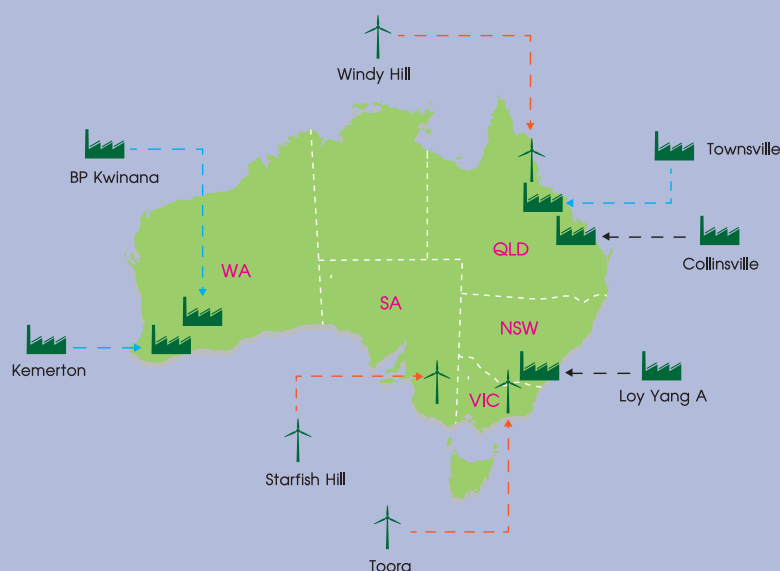 Windy Hill
Townsville
BP Kwinana
QLD
Collinsville
WA
SA
NSW
Kemerton
Loy Yang A
VIC
Starfish Hill
Toora